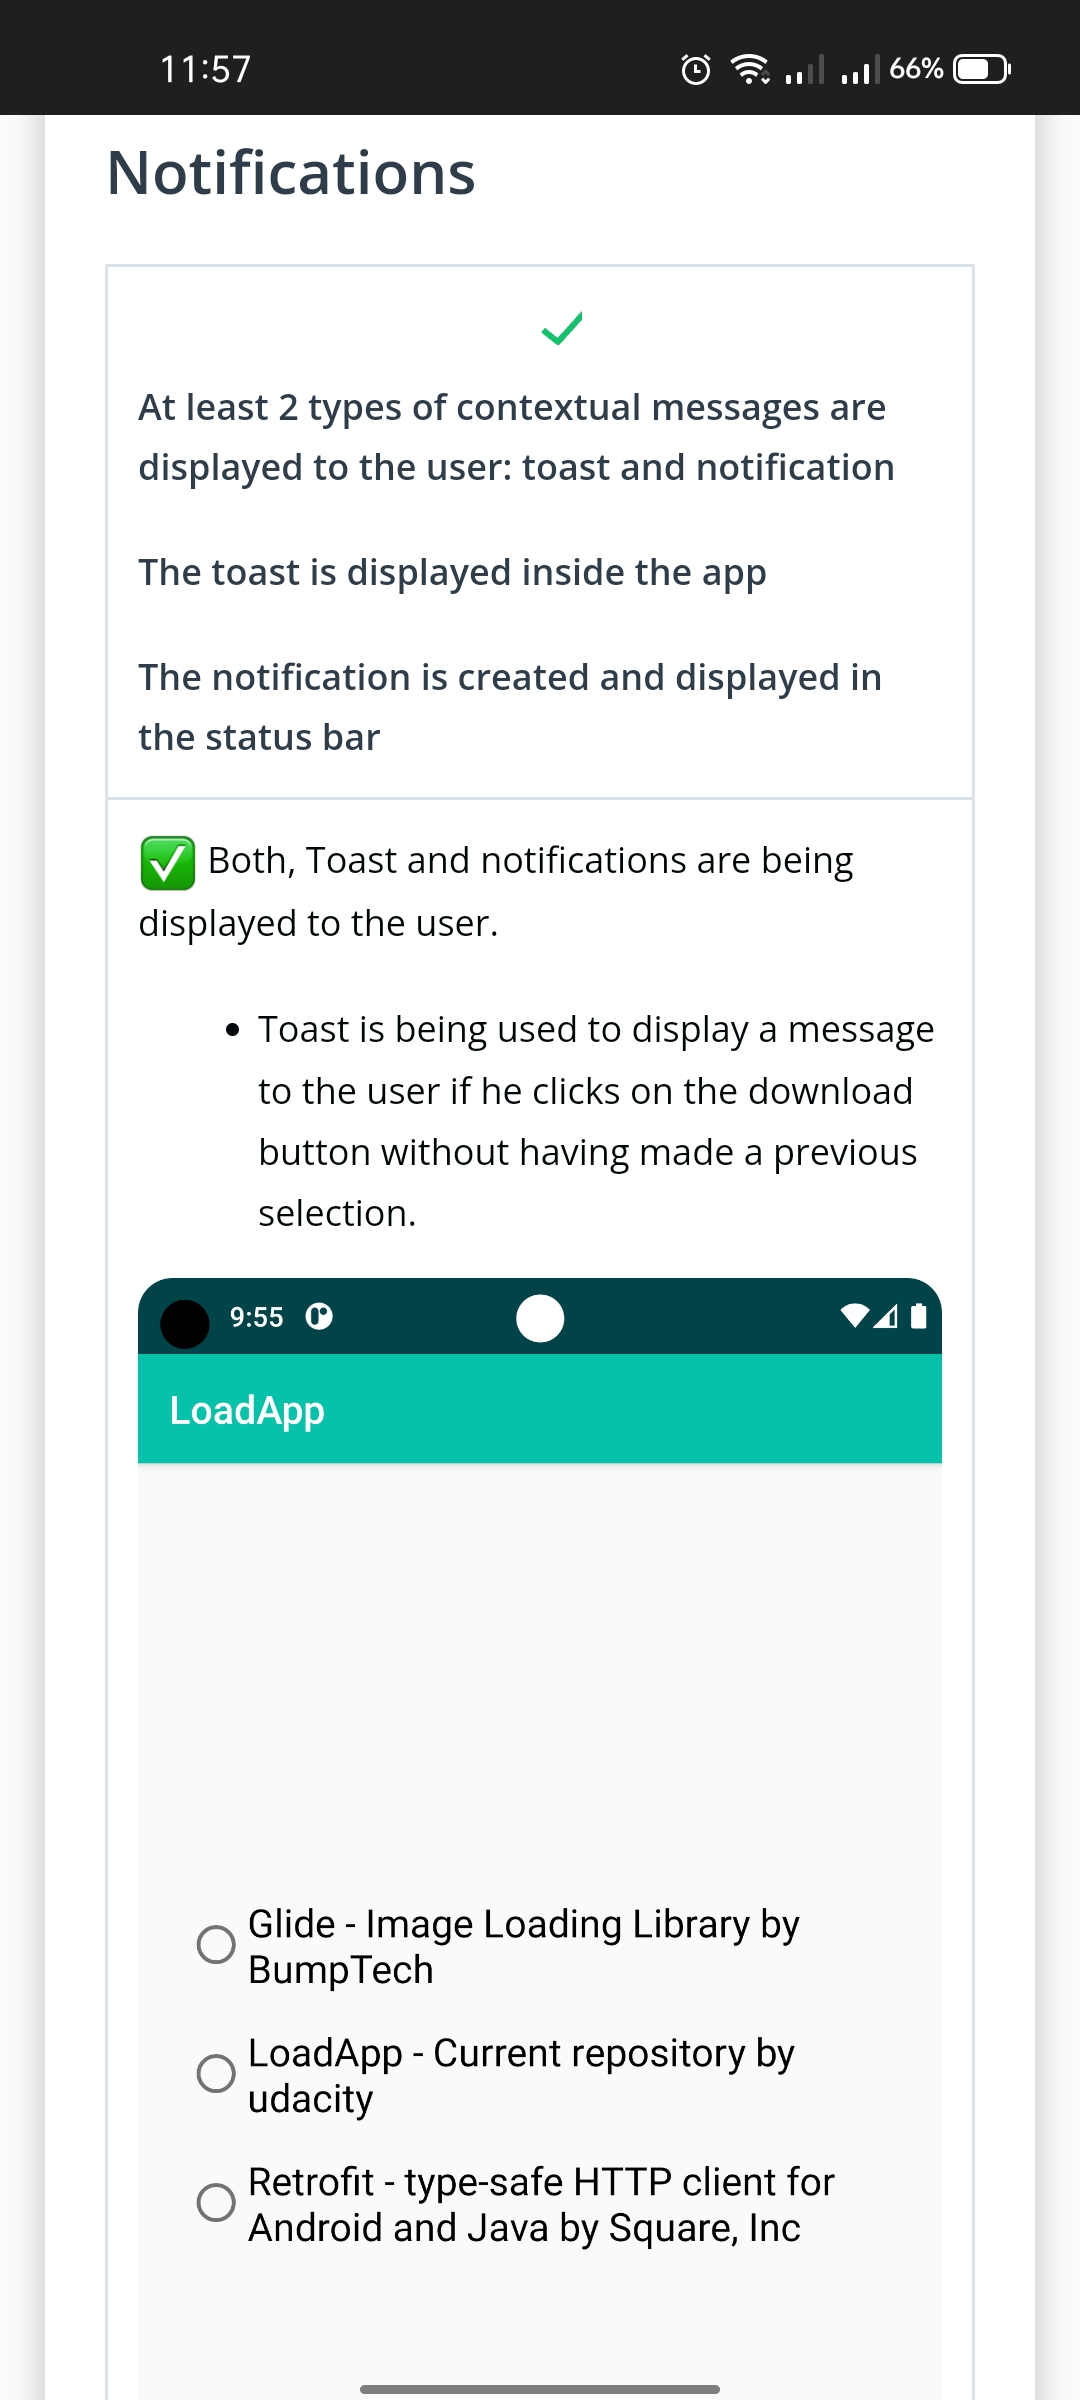 11:57
66%
Notifications
At least 2 types of contextual messages are
displayed to the user: toast and notification
The toast is displayed inside the app
The notification is created and displayed in
the status bar
✅ Both, Toast and notifications are being
displayed to the user.
• Toast is being used to display a message
to the user if he clicks on the download
button without having made a previous
selection.
9:55
LoadApp
Glide - Image Loading Library by
BumpTech
LoadApp - Current repository by
udacity
Retrofit - type-safe HTTP client for
Android and Java by Square, Inc